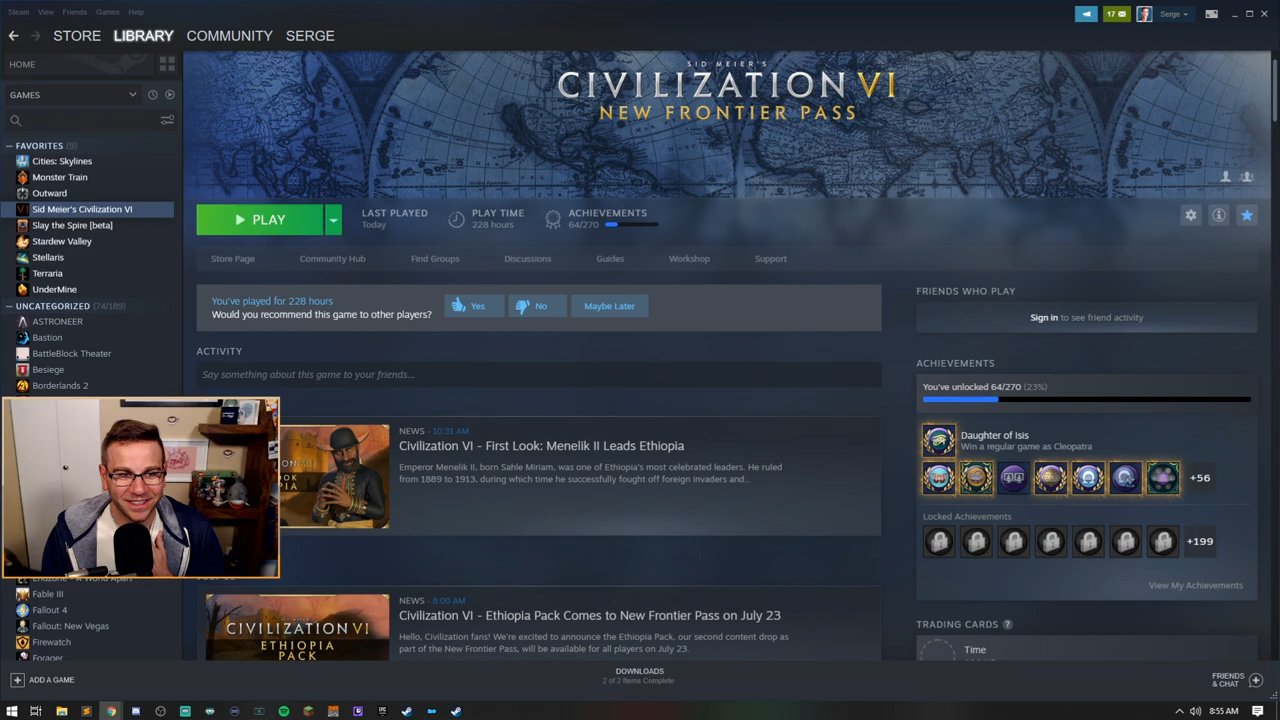 Steam View Friends Games Help
17 Serge
STORE LIBRARY COMMUNITY SERGE
HOME
GAMES
FAVORITES (9)
Cities: Skylines
Monster Train
Outward
Sid Meier's Civilization VI
Slay the Spire [beta]
Stardew Valley
Stellaris
Terraria
UnderMine
UNCATEGORIZED (74/189)
ASTRONEER
Bastion
BattleBlock Theater
Besiege
Borderlands 2
Endzone - A World Apart
Fable III
Fallout 4
Fallout: New Vegas
Firewatch
Forager
SID MEIER'S
CIVILIZATION VI
NEW FRONTIER PASS
PLAY
LAST PLAYED
Today
PLAY TIME
228 hours
ACHIEVEMENTS
64/270
Store Page Community Hub Find Groups Discussions Guides Workshop Support
You've played for 228 hours
Would you recommend this game to other players?
Yes No Maybe Later
ACTIVITY
Say something about this game to your friends...
NEWS - 10:31 AM
Civilization VI - First Look: Menelik II Leads Ethiopia
Emperor Menelik II, born Sahle Miriam, was one of Ethiopia's most celebrated leaders. He ruled
from 1889 to 1913, during which time he successfully fought off foreign invaders and...
NEWS - 8:00 AM
Civilization VI - Ethiopia Pack Comes to New Frontier Pass on July 23
Hello, Civilization fans! We're excited to announce the Ethiopia Pack, our second content drop as
part of the New Frontier Pass, will be available for all players on July 23.
CIVILIZATION VI
ETHIOPIA
PACK
FRIENDS WHO PLAY
Sign in to see friend activity
ACHIEVEMENTS
You've unlocked 64/270 (23%)
Daughter of Isis
Win a regular game as Cleopatra
+56
Locked Achievements
+199
View My Achievements
TRADING CARDS ?
Time
ADD A GAME
DOWNLOADS
2 of 2 Items Complete
FRIENDS
& CHAT
8:55 AM